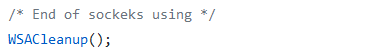 /* End of sockeks using */
WSACleanup();